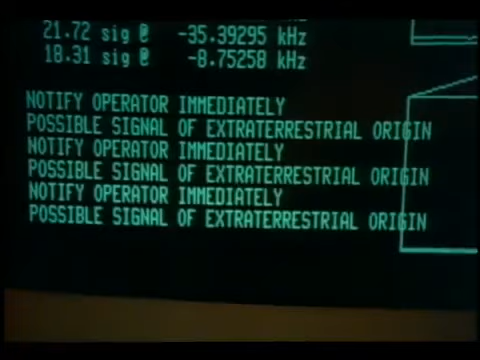 21.72 sig @ -35.39295 kHz
18.31 sig @ -8.75258 kHz
NOTIFY OPERATOR IMMEDIATELY
POSSIBLE SIGNAL OF EXTRATERRESTRIAL ORIGIN
NOTIFY OPERATOR IMMEDIATELY
POSSIBLE SIGNAL OF EXTRATERRESTRIAL ORIGIN
NOTIFY OPERATOR IMMEDIATELY
POSSIBLE SIGNAL OF EXTRATERRESTRIAL ORIGIN